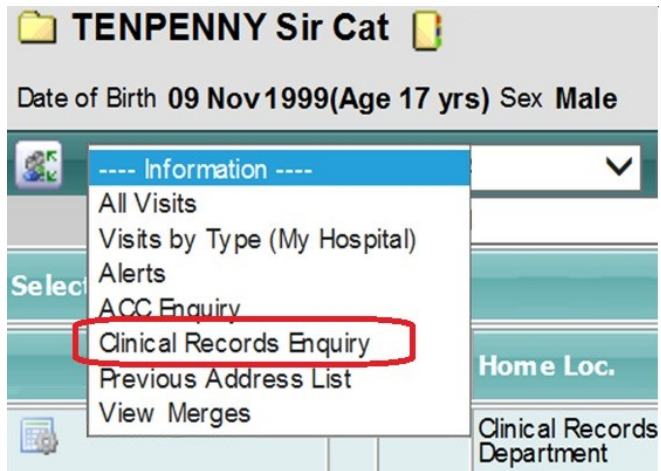 TENPENNY Sir Cat
Date of Birth 09 Nov 1999(Age 17 yrs) Sex Male
---- Information ----
All Visits
Visits by Type (My Hospital)
Alerts
ACC Enquiry
Clinical Records Enquiry
Previous Address List
View Merges
Select
Home Loc.
Clinical Records
Department